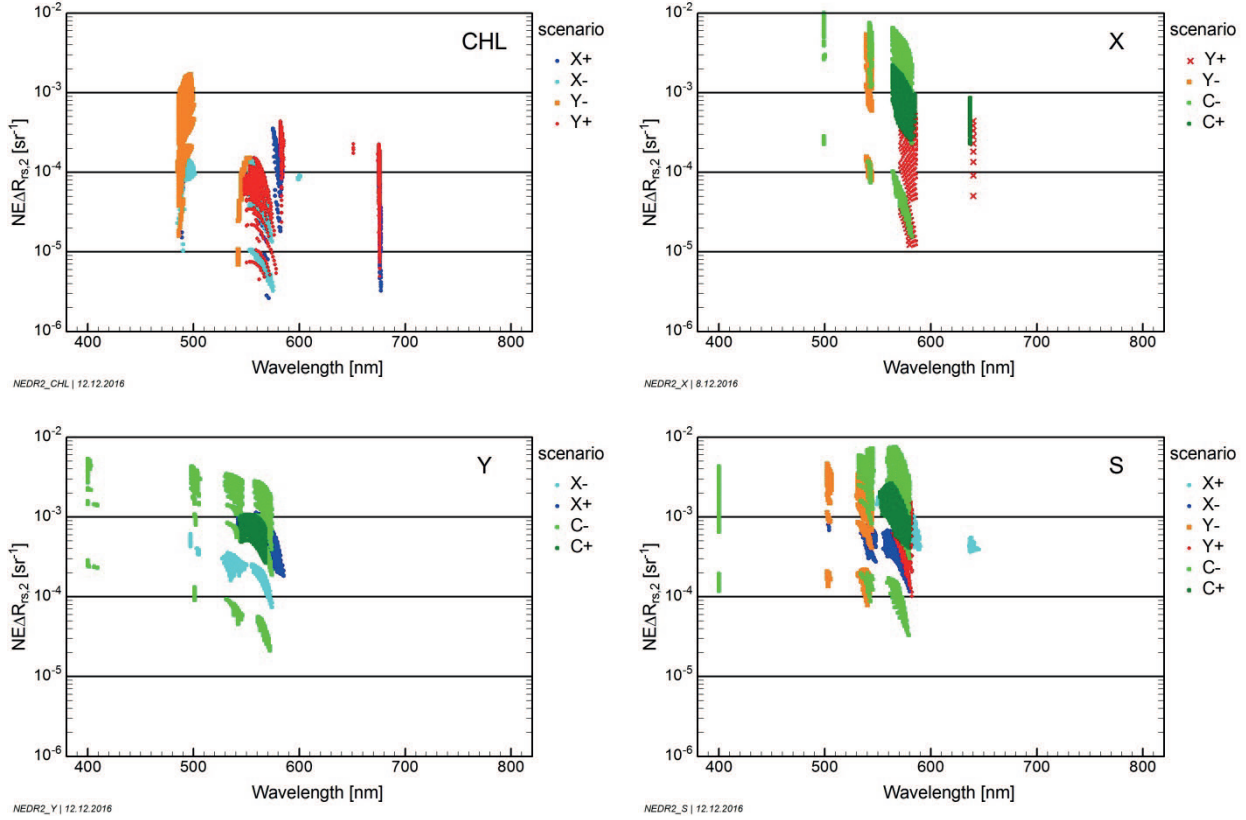 CHL
scenario
X+
X-
Y-
Y+
10⁻²
10⁻³
10⁻⁴
10⁻⁵
10⁻⁶
NEΔR_rs,2 [sr⁻¹]
400 500 600 700 800
Wavelength [nm]
NEDR2_CHL | 12.12.2016
X
scenario
Y+
Y-
C-
C+
10⁻²
10⁻³
10⁻⁴
10⁻⁵
10⁻⁶
NEΔR_rs,2 [sr⁻¹]
400 500 600 700 800
Wavelength [nm]
NEDR2_X | 8.12.2016
Y
scenario
X-
X+
C-
C+
10⁻²
10⁻³
10⁻⁴
10⁻⁵
10⁻⁶
NEΔR_rs,2 [sr⁻¹]
400 500 600 700 800
Wavelength [nm]
NEDR2_Y | 12.12.2016
S
scenario
X+
X-
Y-
Y+
C-
C+
10⁻²
10⁻³
10⁻⁴
10⁻⁵
10⁻⁶
NEΔR_rs,2 [sr⁻¹]
400 500 600 700 800
Wavelength [nm]
NEDR2_S | 12.12.2016